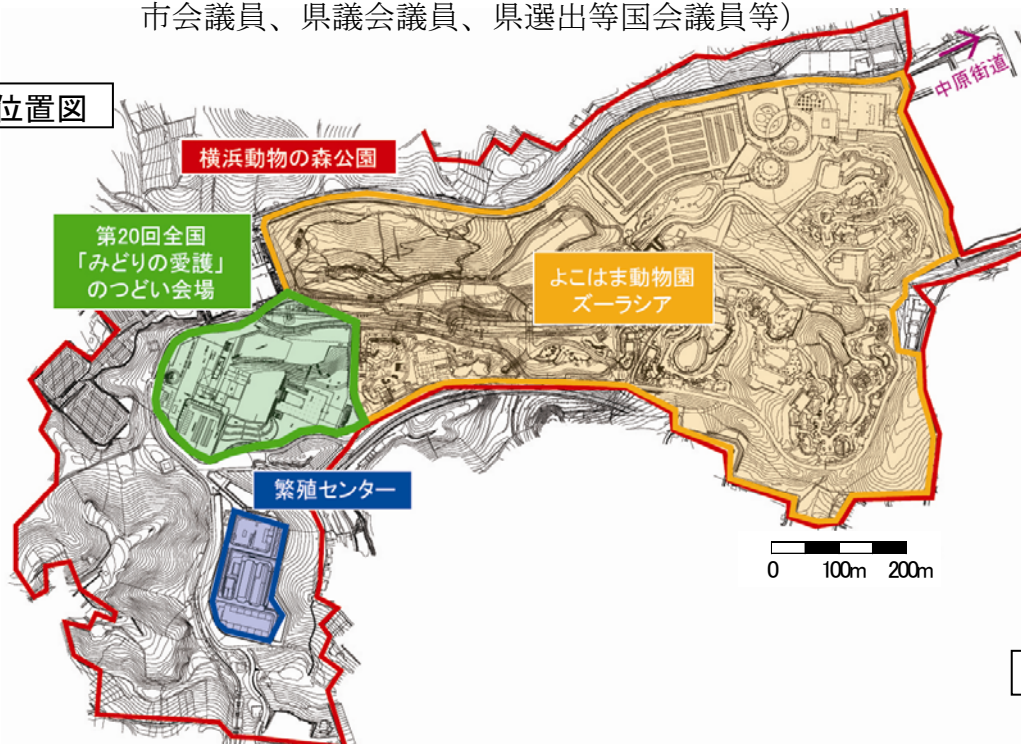 市会議員、県議会議員、県選出等国会議員等）
位置図
中原街道
横浜動物の森公園
第20回全国
「みどりの愛護」
のつどい会場
よこはま動物園
ズーラシア
繁殖センター
0 100m 200m